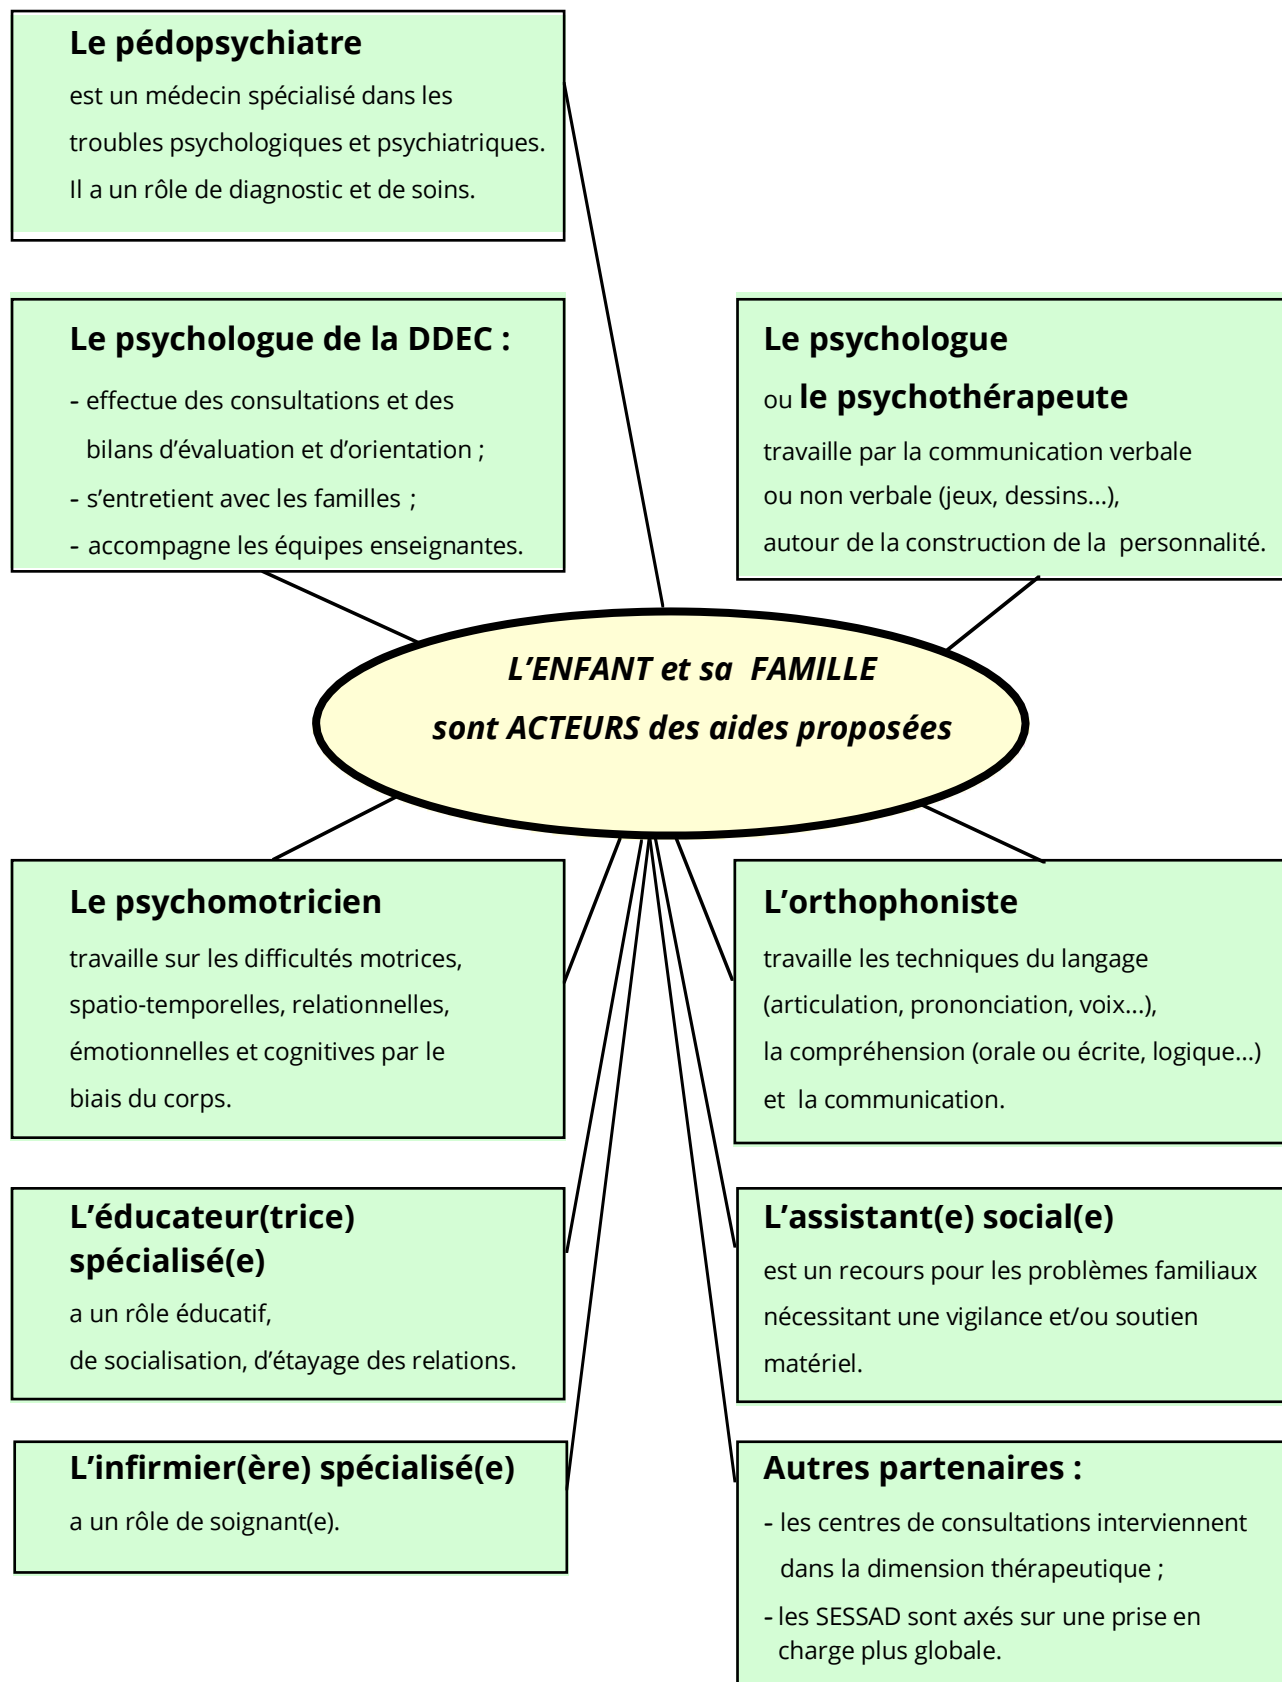 Le pédopsychiatre
est un médecin spécialisé dans les
troubles psychologiques et psychiatriques.
Il a un rôle de diagnostic et de soins.
Le psychologue de la DDEC :
- effectue des consultations et des
bilans d’évaluation et d’orientation ;
- s’entretient avec les familles ;
- accompagne les équipes enseignantes.
Le psychologue
ou le psychothérapeute
travaille par la communication verbale
ou non verbale (jeux, dessins...),
autour de la construction de la personnalité.
L’ENFANT et sa FAMILLE
sont ACTEURS des aides proposées
Le psychomotricien
travaille sur les difficultés motrices,
spatio-temporelles, relationnelles,
émotionnelles et cognitives par le
biais du corps.
L’orthophoniste
travaille les techniques du langage
(articulation, prononciation, voix...),
la compréhension (orale ou écrite, logique...)
et la communication.
L’éducateur(trice)
spécialisé(e)
a un rôle éducatif,
de socialisation, d’étayage des relations.
L’assistant(e) social(e)
est un recours pour les problèmes familiaux
nécessitant une vigilance et/ou soutien
matériel.
L’infirmier(ère) spécialisé(e)
a un rôle de soignant(e).
Autres partenaires :
- les centres de consultations interviennent
dans la dimension thérapeutique ;
- les SESSAD sont axés sur une prise en
charge plus globale.